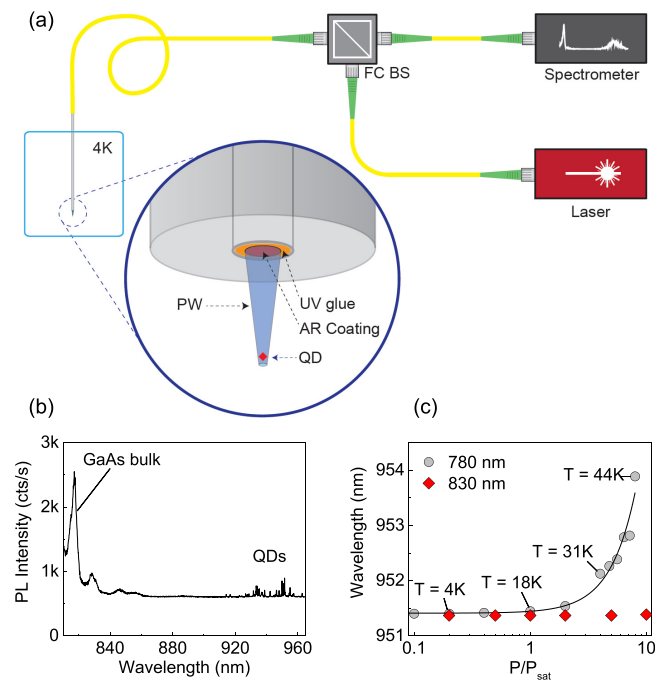 (a)
4K
FC BS
Spectrometer
Laser
PW
UV glue
AR Coating
QD
(b)
3k
2k
1k
0
PL Intensity (cts/s)
GaAs bulk
QDs
840 880 920 960
Wavelength (nm)
(c)
780 nm
830 nm
954
953
952
951
Wavelength (nm)
T = 44K
T = 31K
T = 18K
T = 4K
0.1 1 10
P/Psat